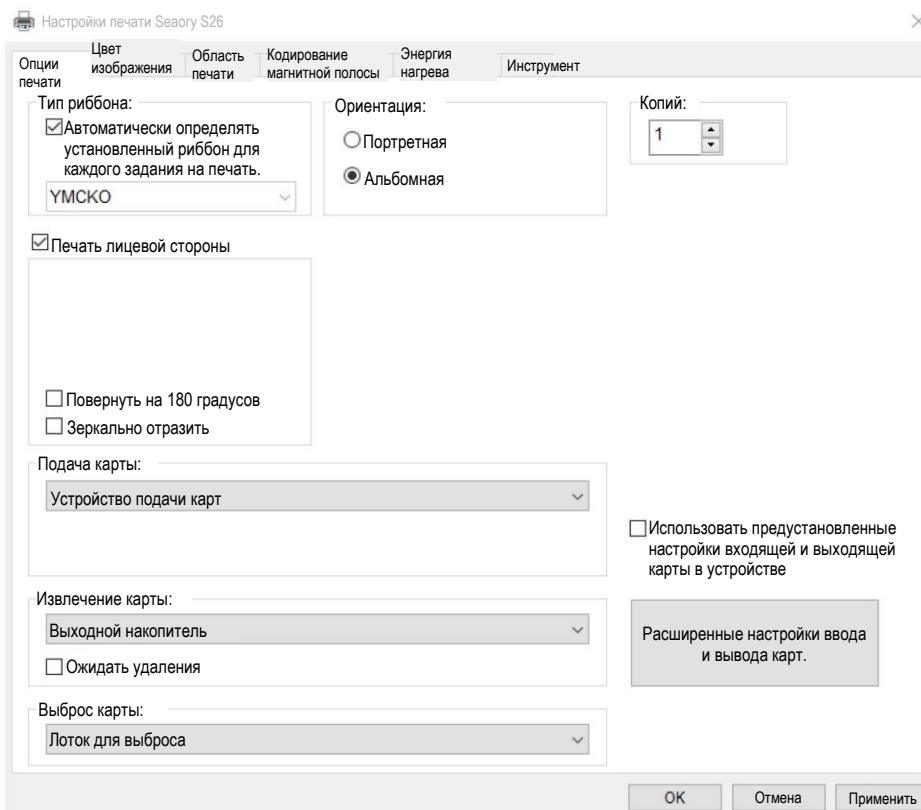 Настройки печати Seaory S26
Опции
печати
Цвет
изображения
Область
печати
Кодирование
магнитной полосы
Энергия
нагрева
Инструмент
Тип риббона:
Автоматически определять
установленный риббон для
каждого задания на печать.
YMCKO
Ориентация:
Портретная
Альбомная
Копий:
1
Печать лицевой стороны
Повернуть на 180 градусов
Зеркально отразить
Подача карты:
Устройство подачи карт
Использовать предустановленные
настройки входящей и выходящей
карты в устройстве
Извлечение карты:
Выходной накопитель
Ожидать удаления
Расширенные настройки ввода
и вывода карт.
Выброс карты:
Лоток для выброса
OK
Отмена
Применить